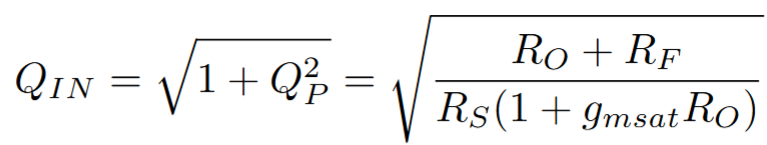 Q_{IN} = \sqrt{1 + Q_P^2} = \sqrt{\frac{R_O + R_F}{R_S(1 + g_{msat}R_O)}}